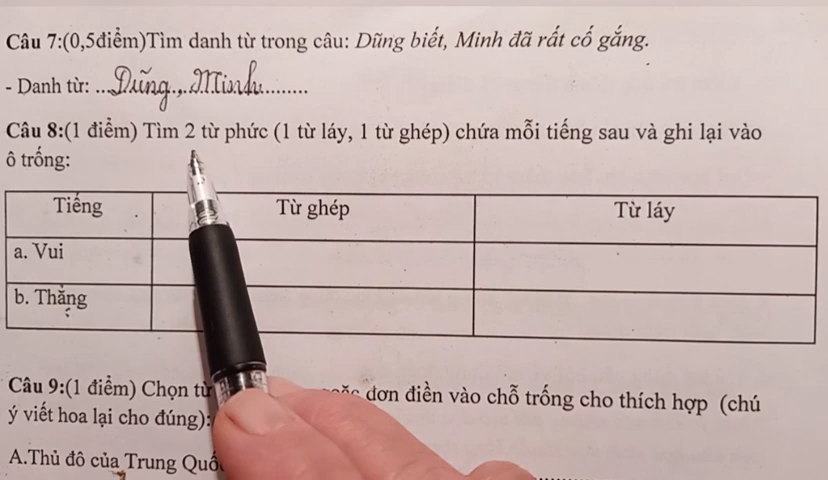 Câu 7:(0,5điểm)Tìm danh từ trong câu: Dũng biết, Minh đã rất cố gắng.
- Danh từ: ...Dũng., Minh...........
Câu 8:(1 điểm) Tìm 2 từ phức (1 từ láy, 1 từ ghép) chứa mỗi tiếng sau và ghi lại vào
ô trống:
Tiếng Từ ghép Từ láy
a. Vui
b. Thẳng
Câu 9:(1 điểm) Chọn từ đơn điền vào chỗ trống cho thích hợp (chú
ý viết hoa lại cho đúng):
A.Thủ đô của Trung